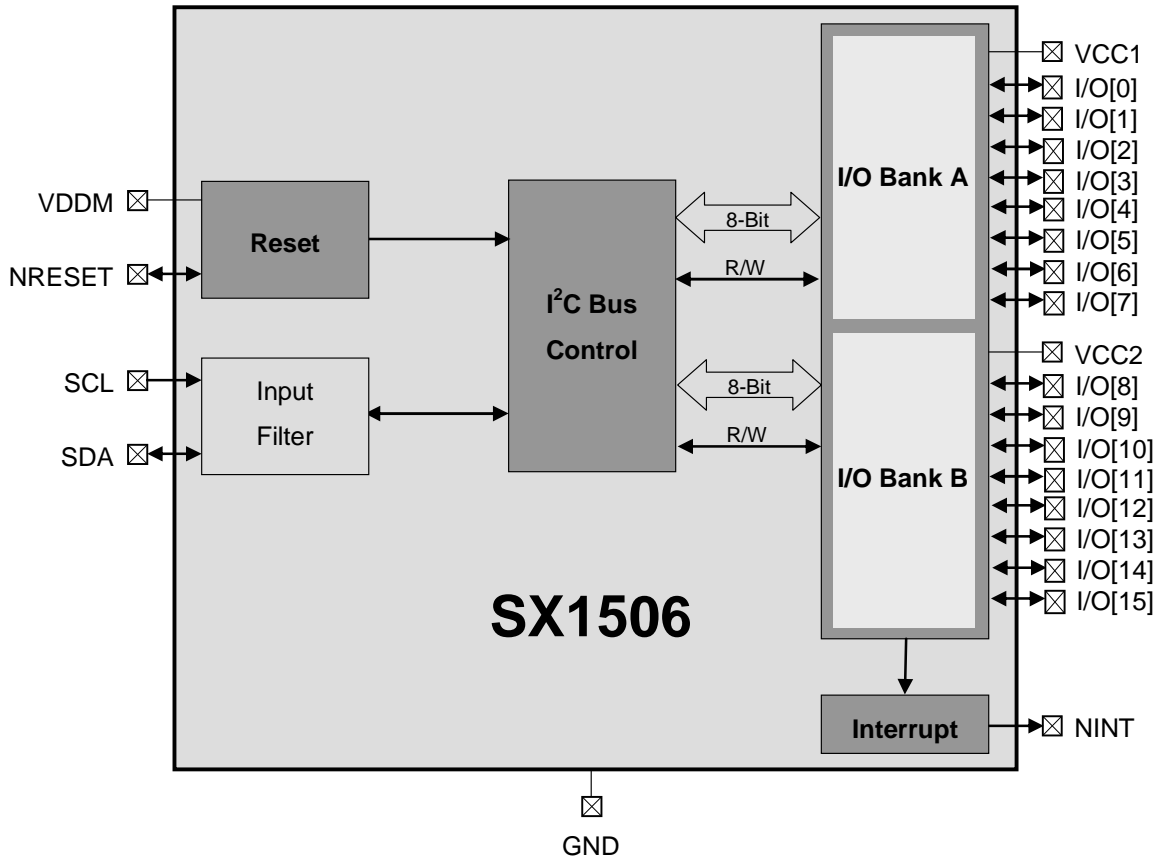 VDDM
NRESET
SCL
SDA
Reset
Input
Filter
I²C Bus
Control
8-Bit
R/W
8-Bit
R/W
I/O Bank A
I/O Bank B
VCC1
I/O[0]
I/O[1]
I/O[2]
I/O[3]
I/O[4]
I/O[5]
I/O[6]
I/O[7]
VCC2
I/O[8]
I/O[9]
I/O[10]
I/O[11]
I/O[12]
I/O[13]
I/O[14]
I/O[15]
SX1506
Interrupt
NINT
GND